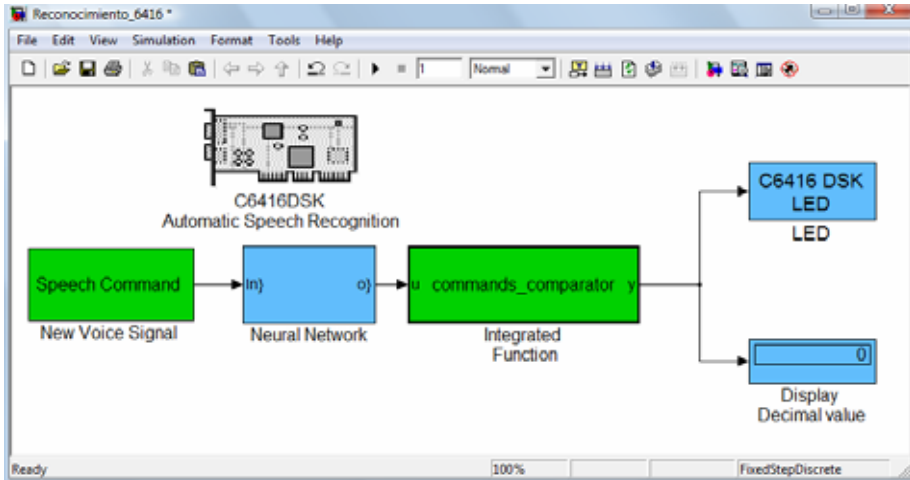 Reconocimiento_6416 *
File Edit View Simulation Format Tools Help
1 Normal
C6416DSK
Automatic Speech Recognition
C6416 DSK
LED
LED
Speech Command
New Voice Signal
In} o}
Neural Network
u commands_comparator y
Integrated
Function
0
Display
Decimal value
Ready 100% FixedStepDiscrete